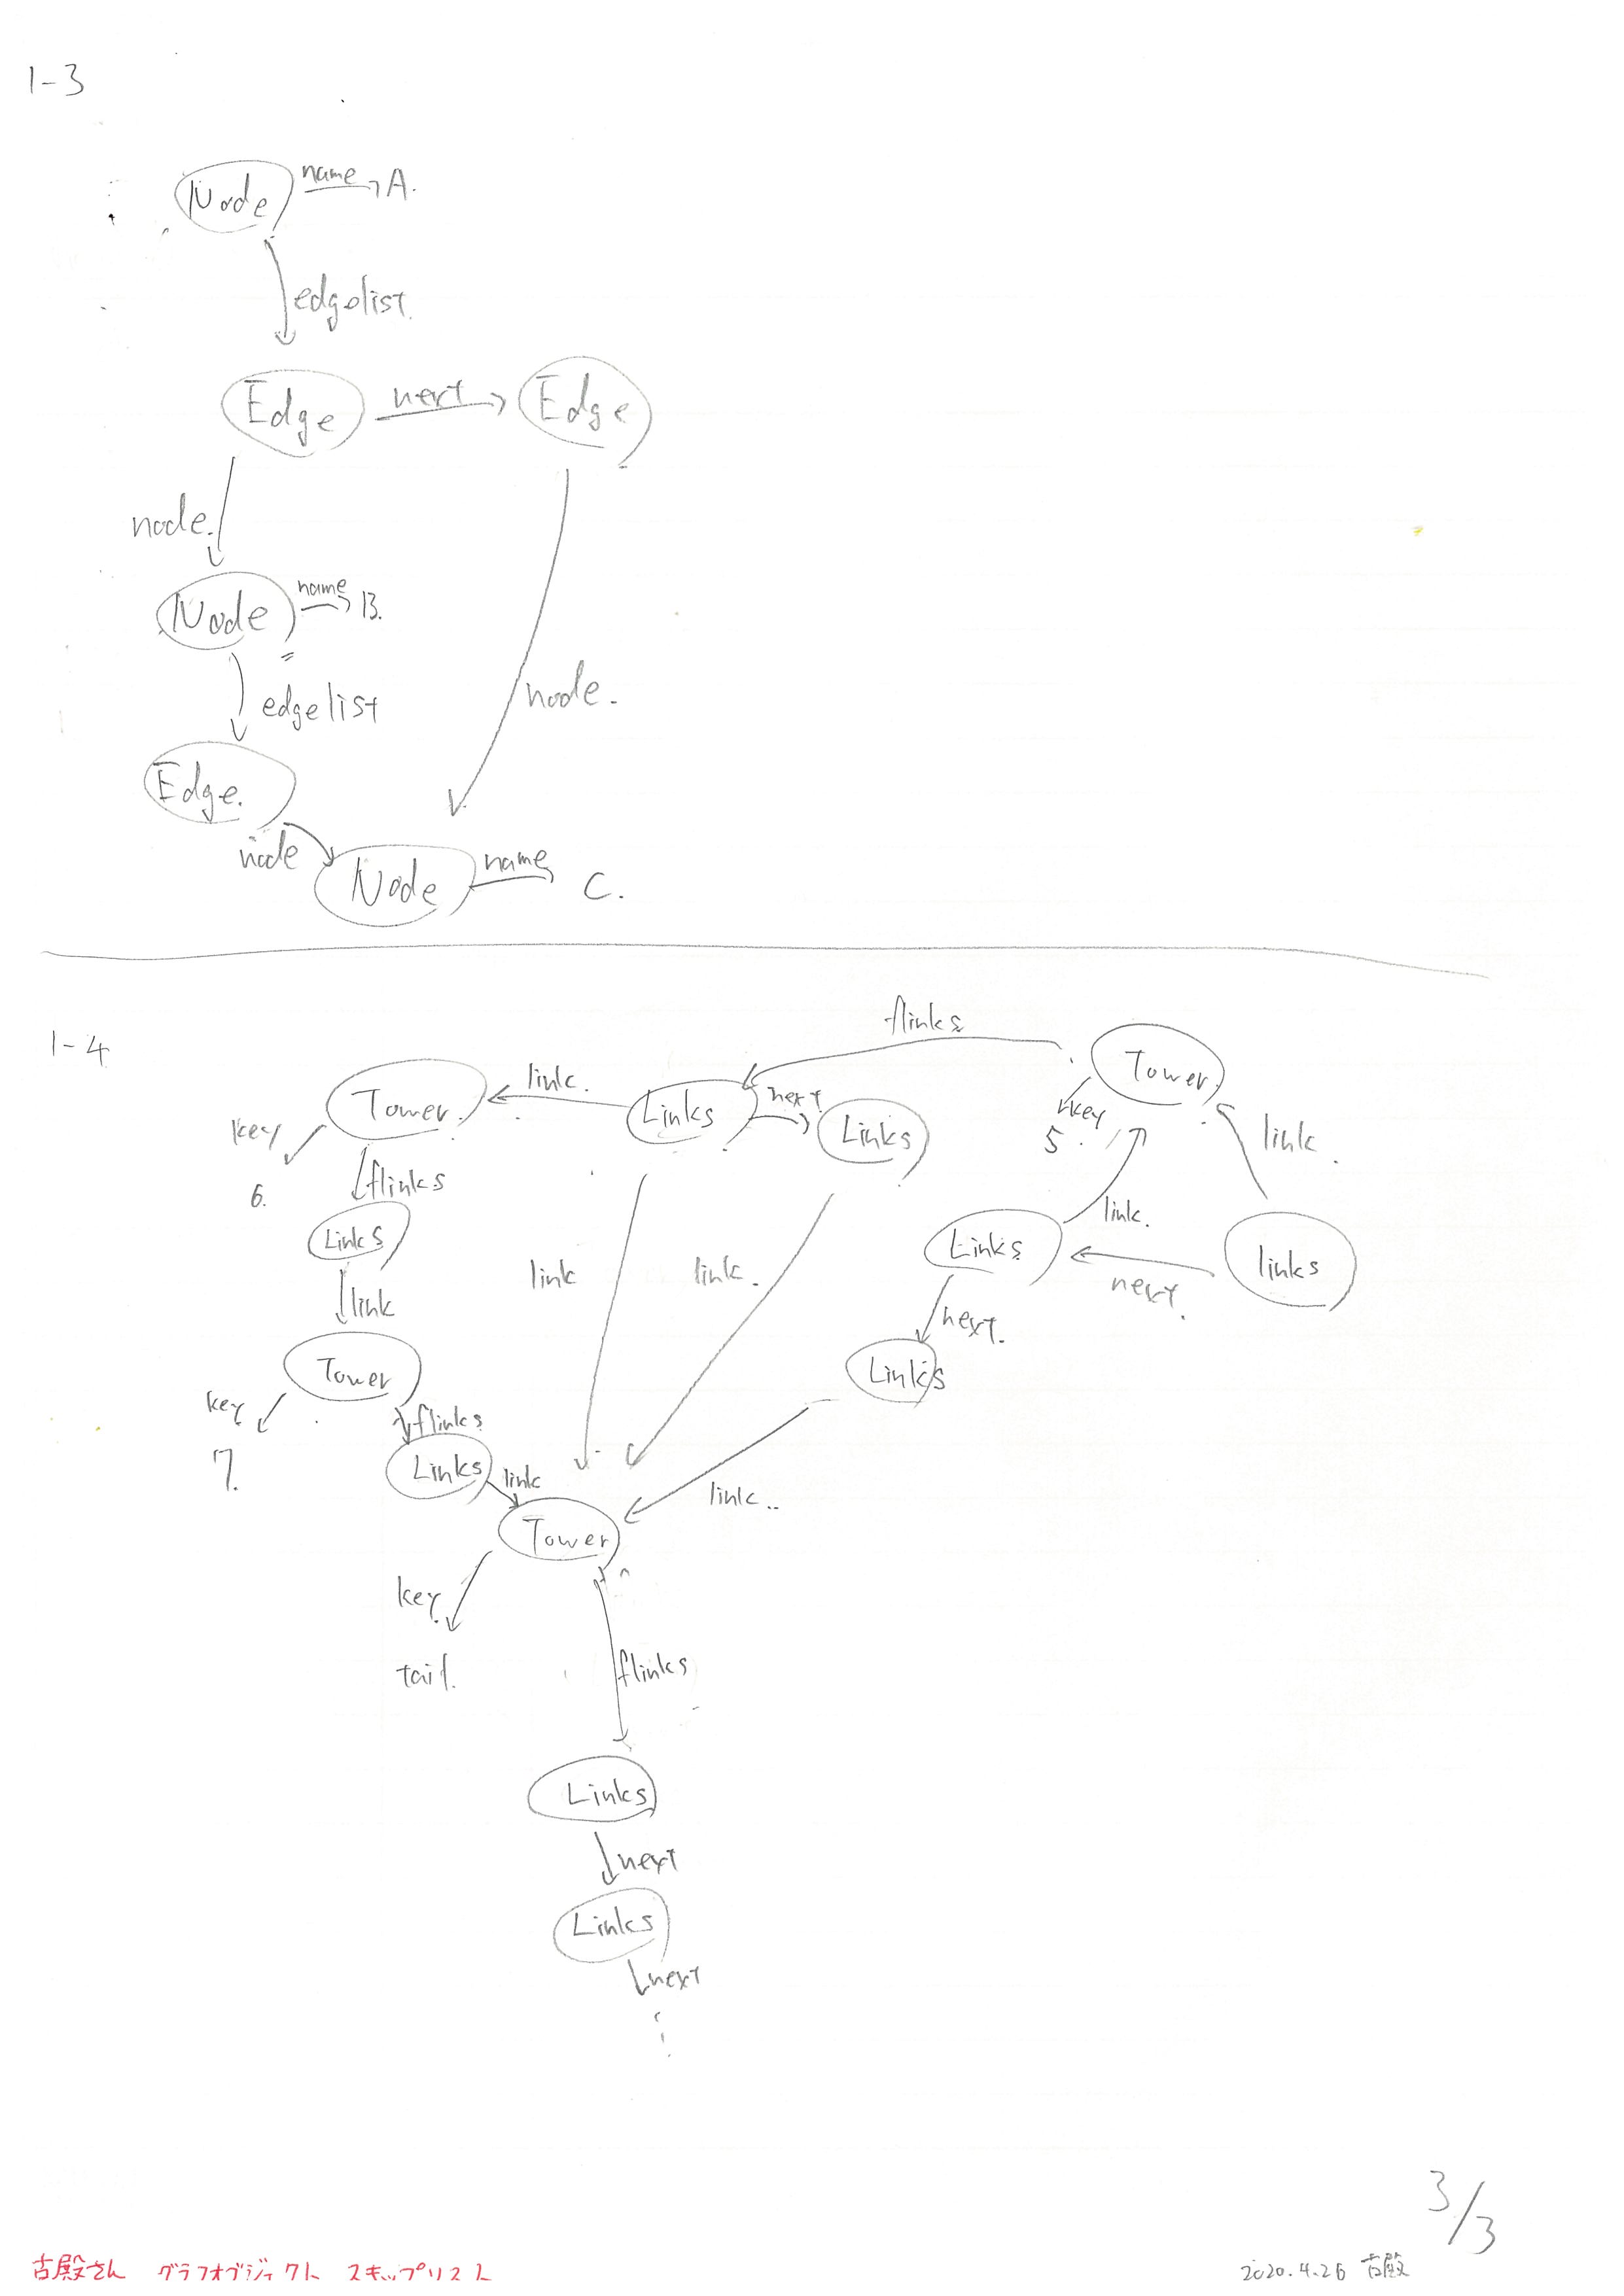 1-3
Node name A.
edgelist.
Edge next Edge
node.
Node name B.
edgelist node.
Edge.
node Node name C.
1-4
flinks
Tower link. Links next Links Tower
key flinks key 5. link.
6.
Links link.
Links links
link link link. next.
next.
Tower Links
key flinks
7. Links link link..
Tower
key
tail. flinks
Links
next
Links
next
3/3
古殿さん グラフオブジェクト スキップリスト
2020.4.26 古殿